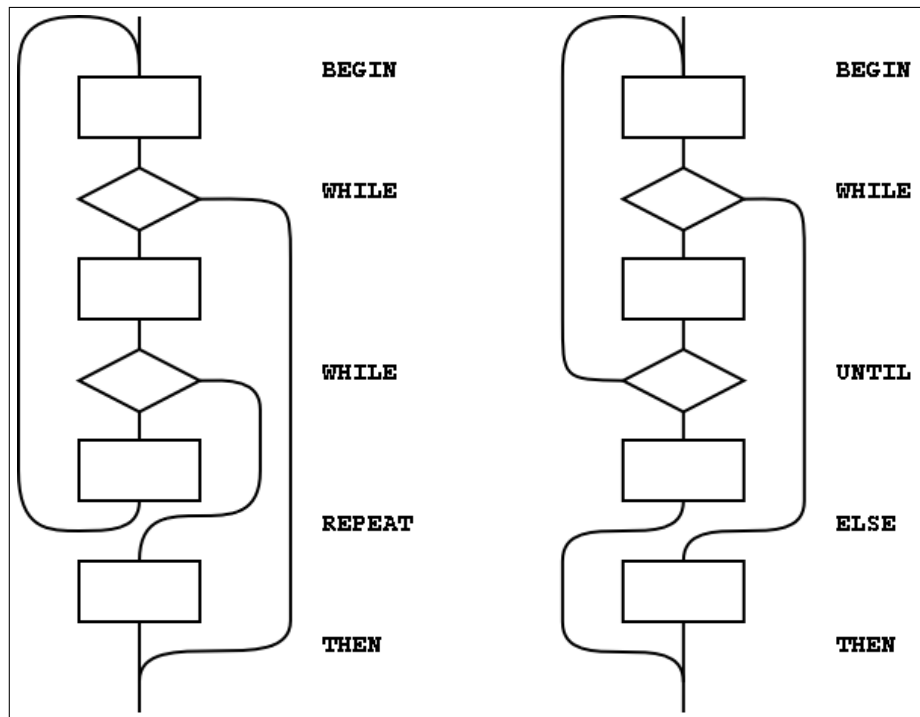 BEGIN
WHILE
WHILE
REPEAT
THEN
BEGIN
WHILE
UNTIL
ELSE
THEN